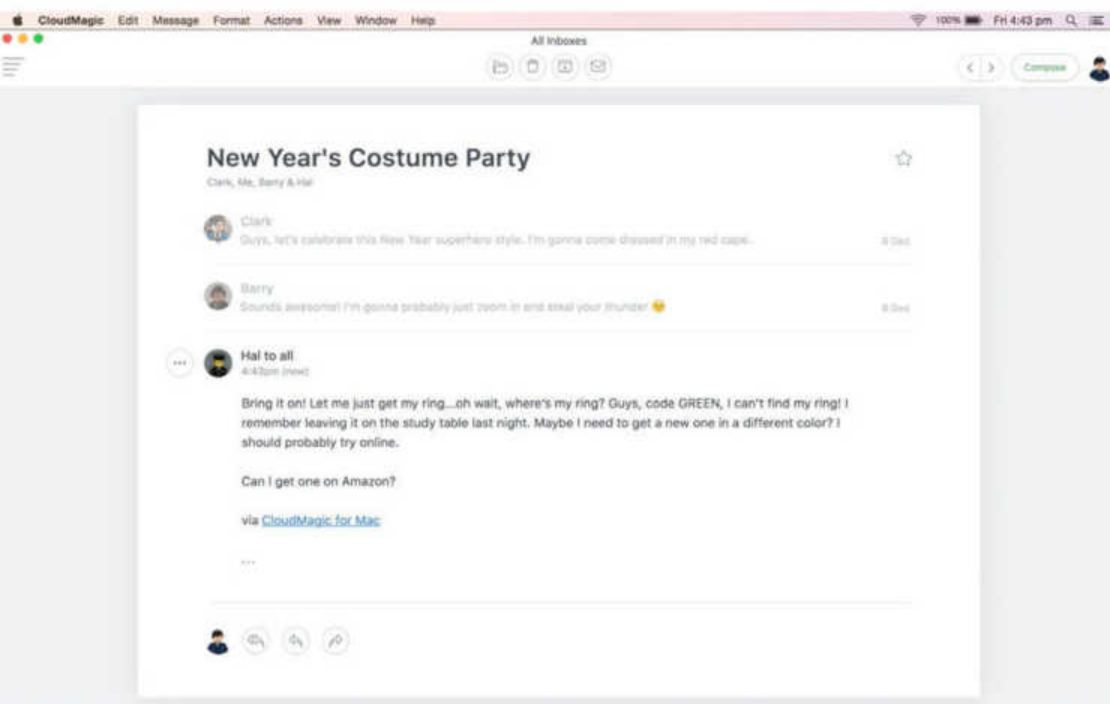 CloudMagic Edit Message Format Actions View Window Help 100% Fri 4:43 pm
All Inboxes
Compose
New Year's Costume Party
Clark, Me, Barry & Hal
Clark
Guys, let's celebrate this New Year superhero style. I'm gonna come dressed in my red cape.
8 Dec
Barry
Sounds awesome! I'm gonna probably just zoom in and steal your thunder 😊
8 Dec
Hal to all
4:43pm (now)
Bring it on! Let me just get my ring...oh wait, where's my ring? Guys, code GREEN, I can't find my ring! I
remember leaving it on the study table last night. Maybe I need to get a new one in a different color? I
should probably try online.
Can I get one on Amazon?
via CloudMagic for Mac
...